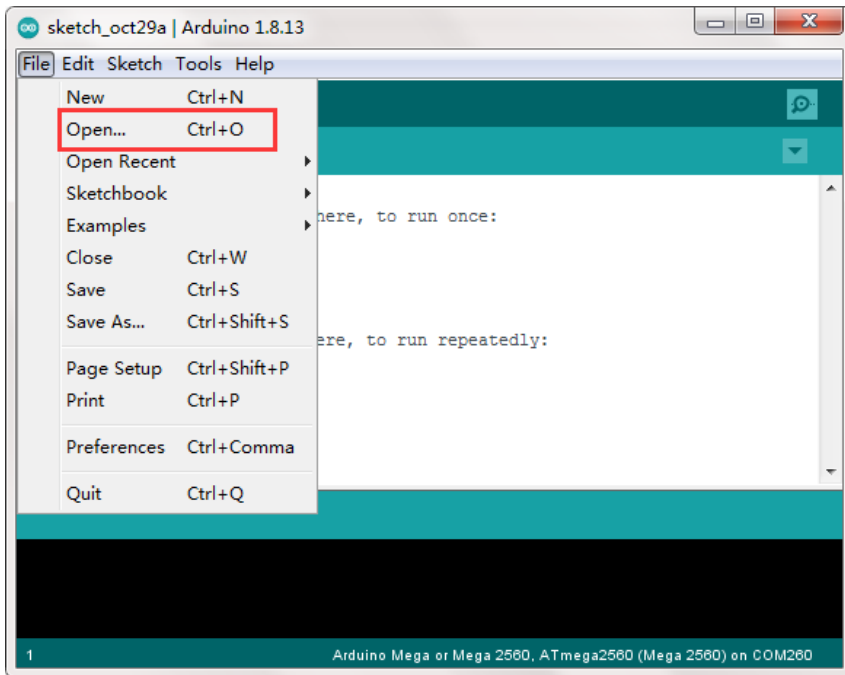 sketch_oct29a | Arduino 1.8.13
File Edit Sketch Tools Help
New Ctrl+N
Open... Ctrl+O
Open Recent
Sketchbook
here, to run once:
Examples
Close Ctrl+W
Save Ctrl+S
Save As... Ctrl+Shift+S
ere, to run repeatedly:
Page Setup Ctrl+Shift+P
Print Ctrl+P
Preferences Ctrl+Comma
Quit Ctrl+Q
1 Arduino Mega or Mega 2560, ATmega2560 (Mega 2560) on COM260